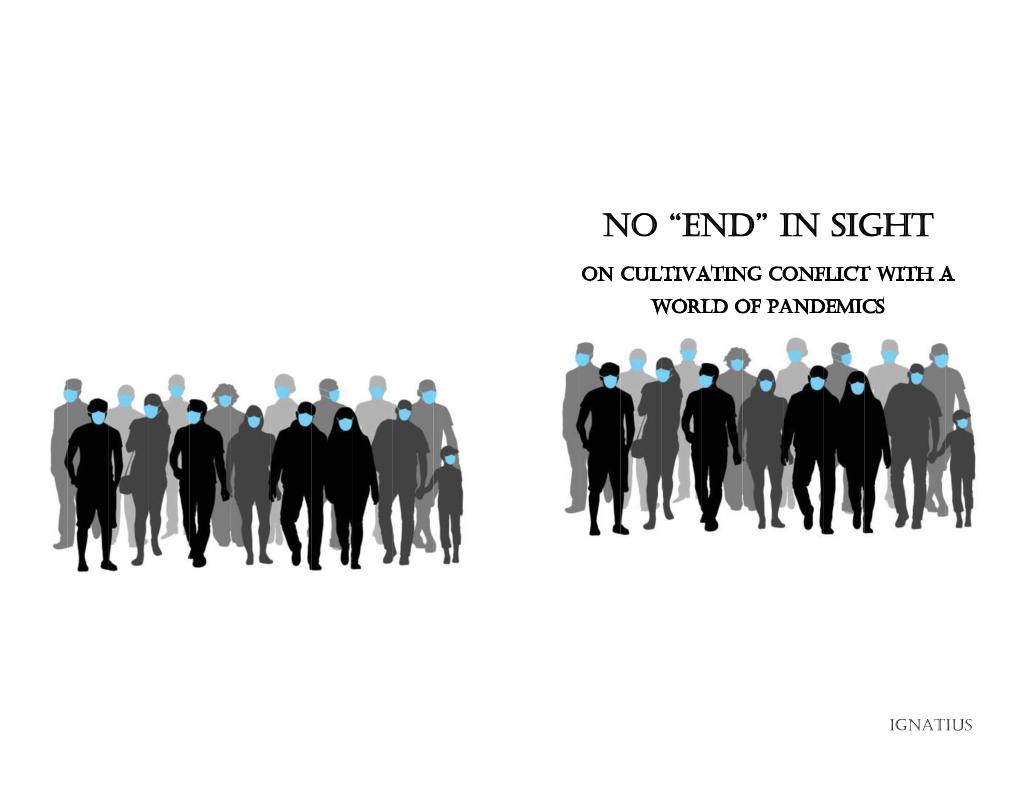 NO “END” IN SIGHT
ON CULTIVATING CONFLICT WITH A
WORLD OF PANDEMICS
IGNATIUS